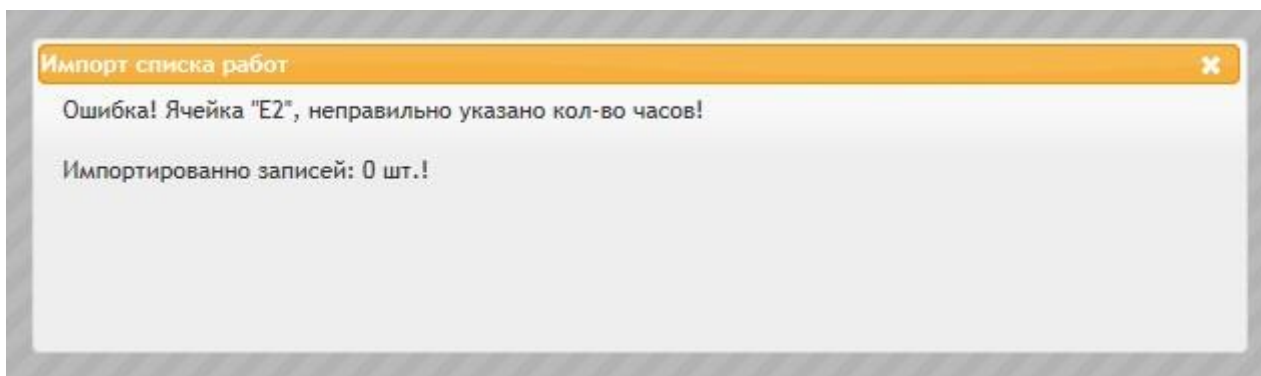 Импорт списка работ
Ошибка! Ячейка "E2", неправильно указано кол-во часов!
Импортированно записей: 0 шт.!